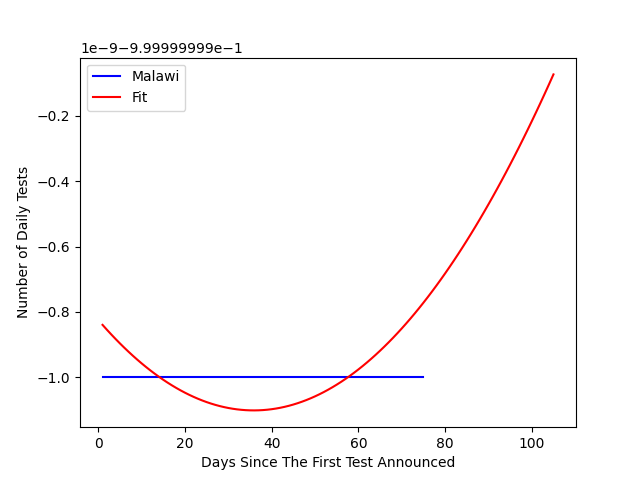 1e−9−9.99999999e−1
Malawi
Fit
Number of Daily Tests
−0.2
−0.4
−0.6
−0.8
−1.0
0 20 40 60 80 100
Days Since The First Test Announced